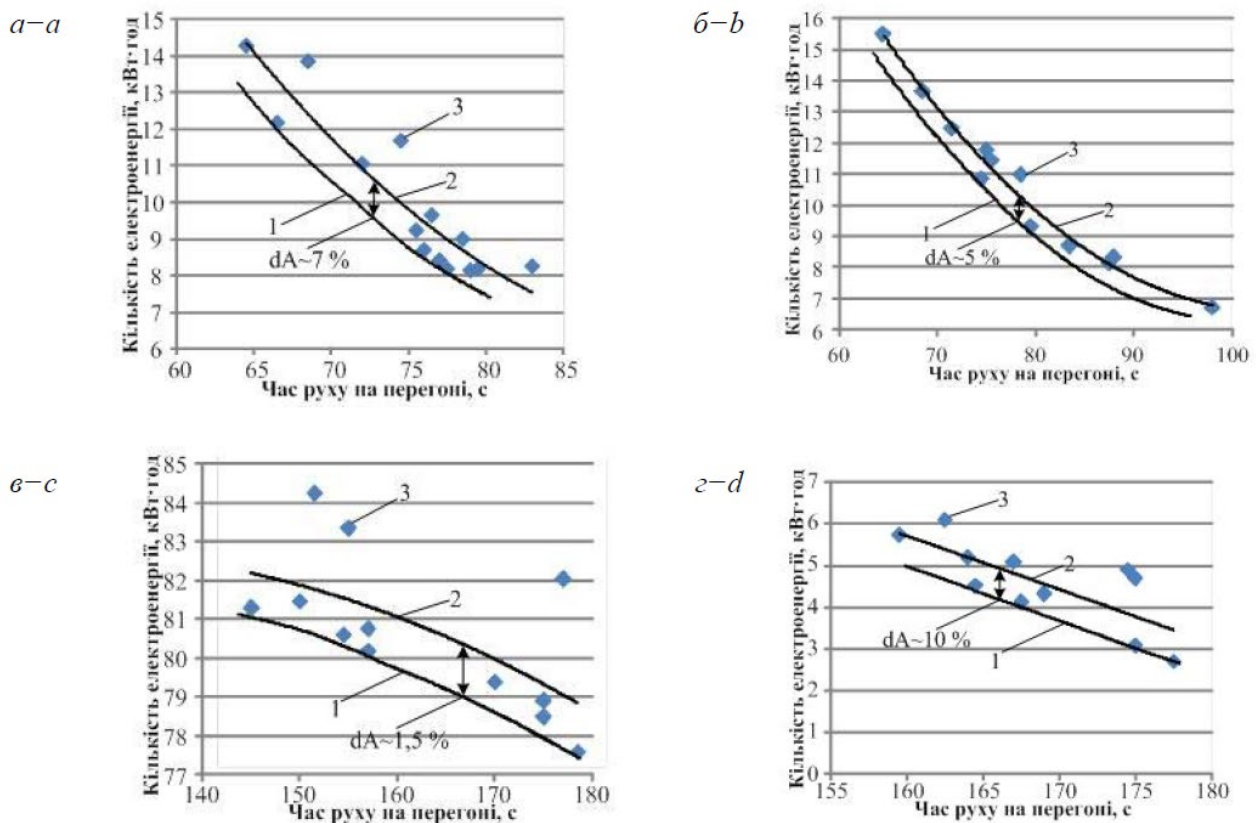 а−a
Кількість електроенергії, кВт·год
15
14
13
12
11
10
9
8
7
6
3
2
1
dA~7 %
60 65 70 75 80 85
Час руху на перегоні, с
б−b
Кількість електроенергії, кВт·год
16
15
14
13
12
11
10
9
8
7
6
3
2
1
dA~5 %
60 70 80 90 100
Час руху на перегоні, с
в−c
Кількість електроенергії, кВт·год
85
84
83
82
81
80
79
78
77
3
2
1
dA~1,5 %
140 150 160 170 180
Час руху на перегоні, с
г−d
Кількість електроенергії, кВт·год
7
6
5
4
3
2
1
0
3
2
1
dA~10 %
155 160 165 170 175 180
Час руху на перегоні, с